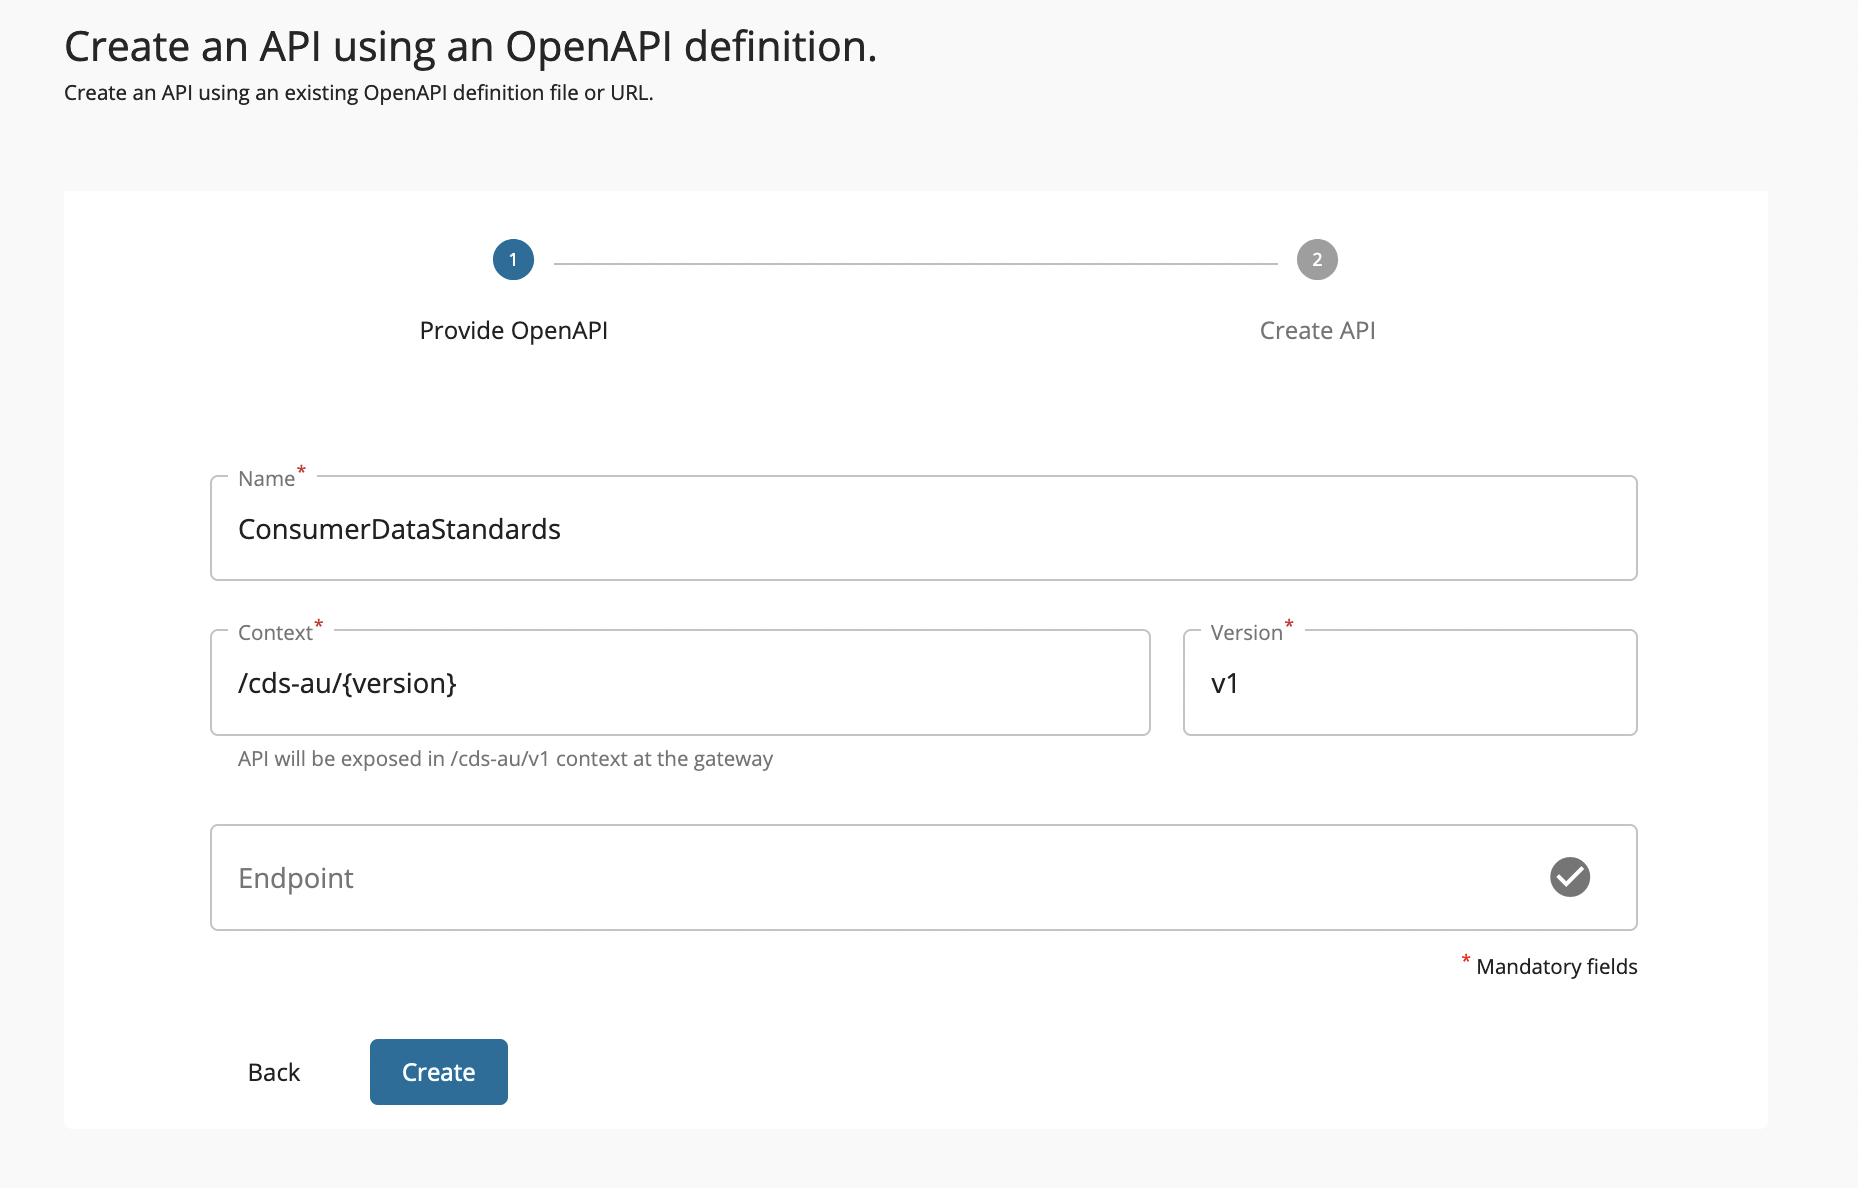 Create an API using an OpenAPI definition.
Create an API using an existing OpenAPI definition file or URL.
1
2
Provide OpenAPI
Create API
Name*
ConsumerDataStandards
Context*
Version*
/cds-au/{version}
v1
API will be exposed in /cds-au/v1 context at the gateway
Endpoint
* Mandatory fields
Back
Create